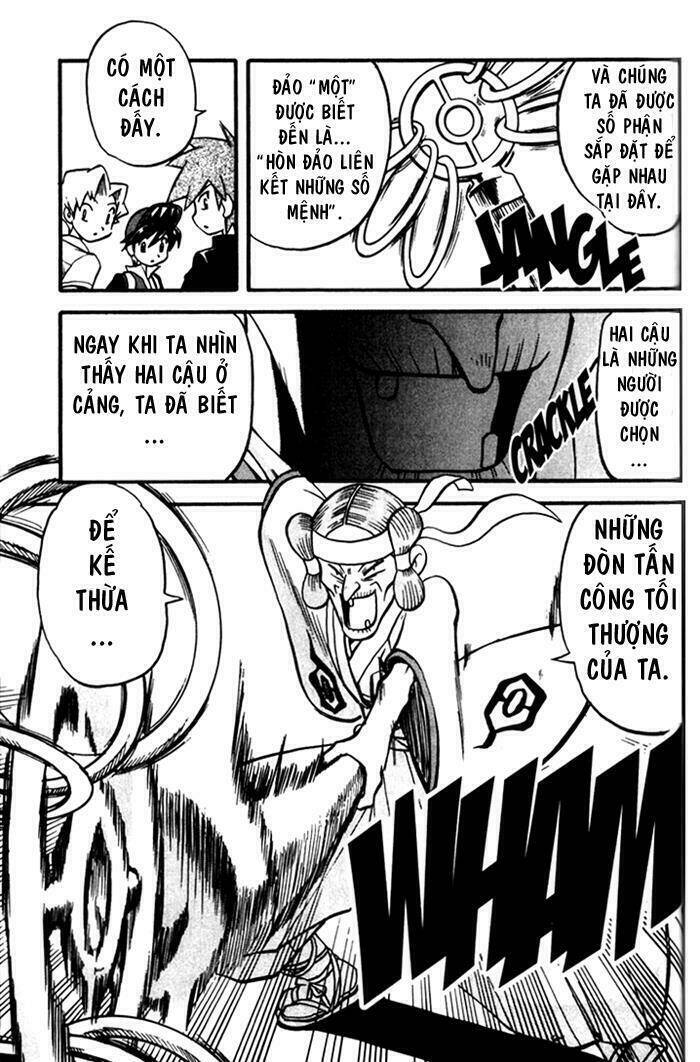 CÓ MỘT
CÁCH
ĐẤY.
ĐẢO "MỘT"
ĐƯỢC BIẾT
ĐẾN LÀ...
"HÒN ĐẢO LIÊN
KẾT NHỮNG SỐ
MỆNH".
VÀ CHÚNG
TA ĐÃ ĐƯỢC
SỐ PHẬN
SẮP ĐẶT ĐỂ
GẶP NHAU
TẠI ĐÂY.
JANGLE
NGAY KHI TA NHÌN
THẤY HAI CẬU Ở
CẢNG, TA ĐÃ BIẾT
...
CRACKLE
HAI CẬU
LÀ NHỮNG
NGƯỜI
ĐƯỢC
CHỌN
...
ĐỂ
KẾ
THỪA
...
NHỮNG
ĐÒN TẤN
CÔNG TỐI
THƯỢNG
CỦA TA.
WHAM